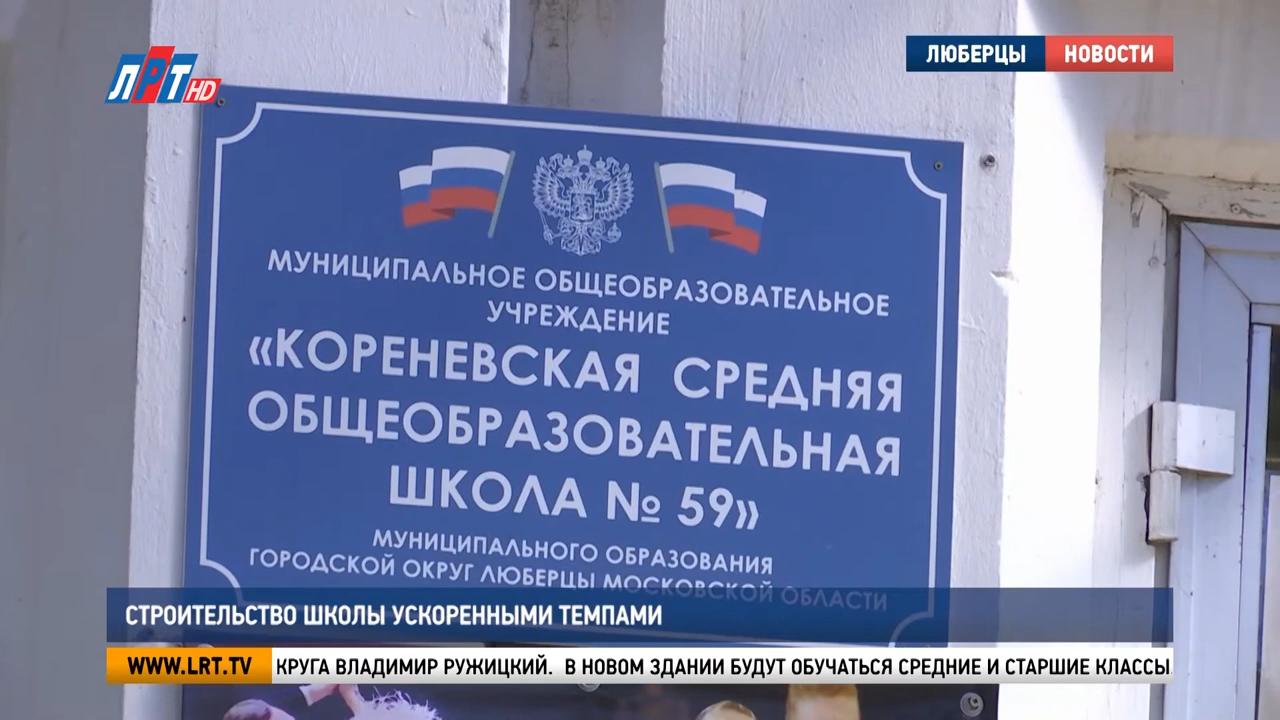 ЛРТ HD
ЛЮБЕРЦЫ НОВОСТИ
МУНИЦИПАЛЬНОЕ ОБЩЕОБРАЗОВАТЕЛЬНОЕ
УЧРЕЖДЕНИЕ
«КОРЕНЕВСКАЯ СРЕДНЯЯ
ОБЩЕОБРАЗОВАТЕЛЬНАЯ
ШКОЛА № 59»
МУНИЦИПАЛЬНОГО ОБРАЗОВАНИЯ
ГОРОДСКОЙ ОКРУГ ЛЮБЕРЦЫ МОСКОВСКОЙ ОБЛАСТИ
СТРОИТЕЛЬСТВО ШКОЛЫ УСКОРЕННЫМИ ТЕМПАМИ
WWW.LRT.TV КРУГА ВЛАДИМИР РУЖИЦКИЙ. В НОВОМ ЗДАНИИ БУДУТ ОБУЧАТЬСЯ СРЕДНИЕ И СТАРШИЕ КЛАССЫ.